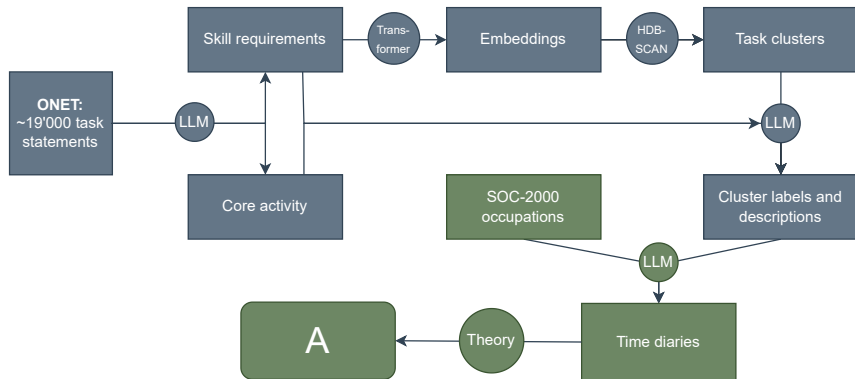 Skill requirements
Trans-
former
Embeddings
HDB-
SCAN
Task clusters
ONET:
~19'000 task
statements
LLM
LLM
Core activity
SOC-2000
occupations
Cluster labels and
descriptions
LLM
A
Theory
Time diaries